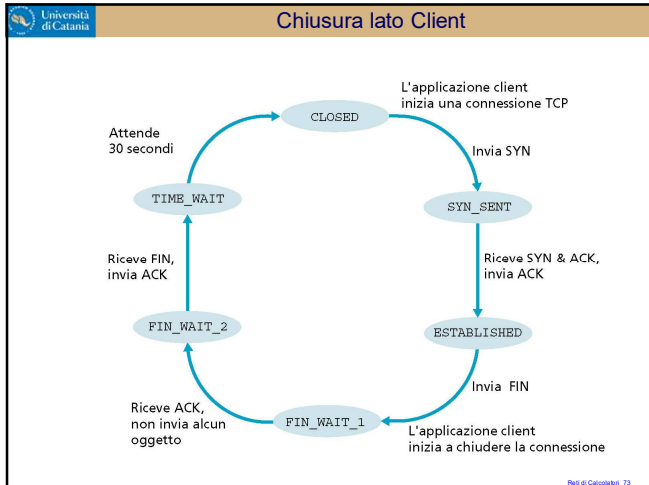 Università
di Catania
Chiusura lato Client
L'applicazione client
inizia una connessione TCP
CLOSED
Attende
30 secondi
Invia SYN
TIME_WAIT
SYN_SENT
Riceve FIN,
invia ACK
Riceve SYN & ACK,
invia ACK
FIN_WAIT_2
ESTABLISHED
Invia FIN
Riceve ACK,
non invia alcun
oggetto
FIN_WAIT_1
L'applicazione client
inizia a chiudere la connessione
Reti di Calcolatori 73